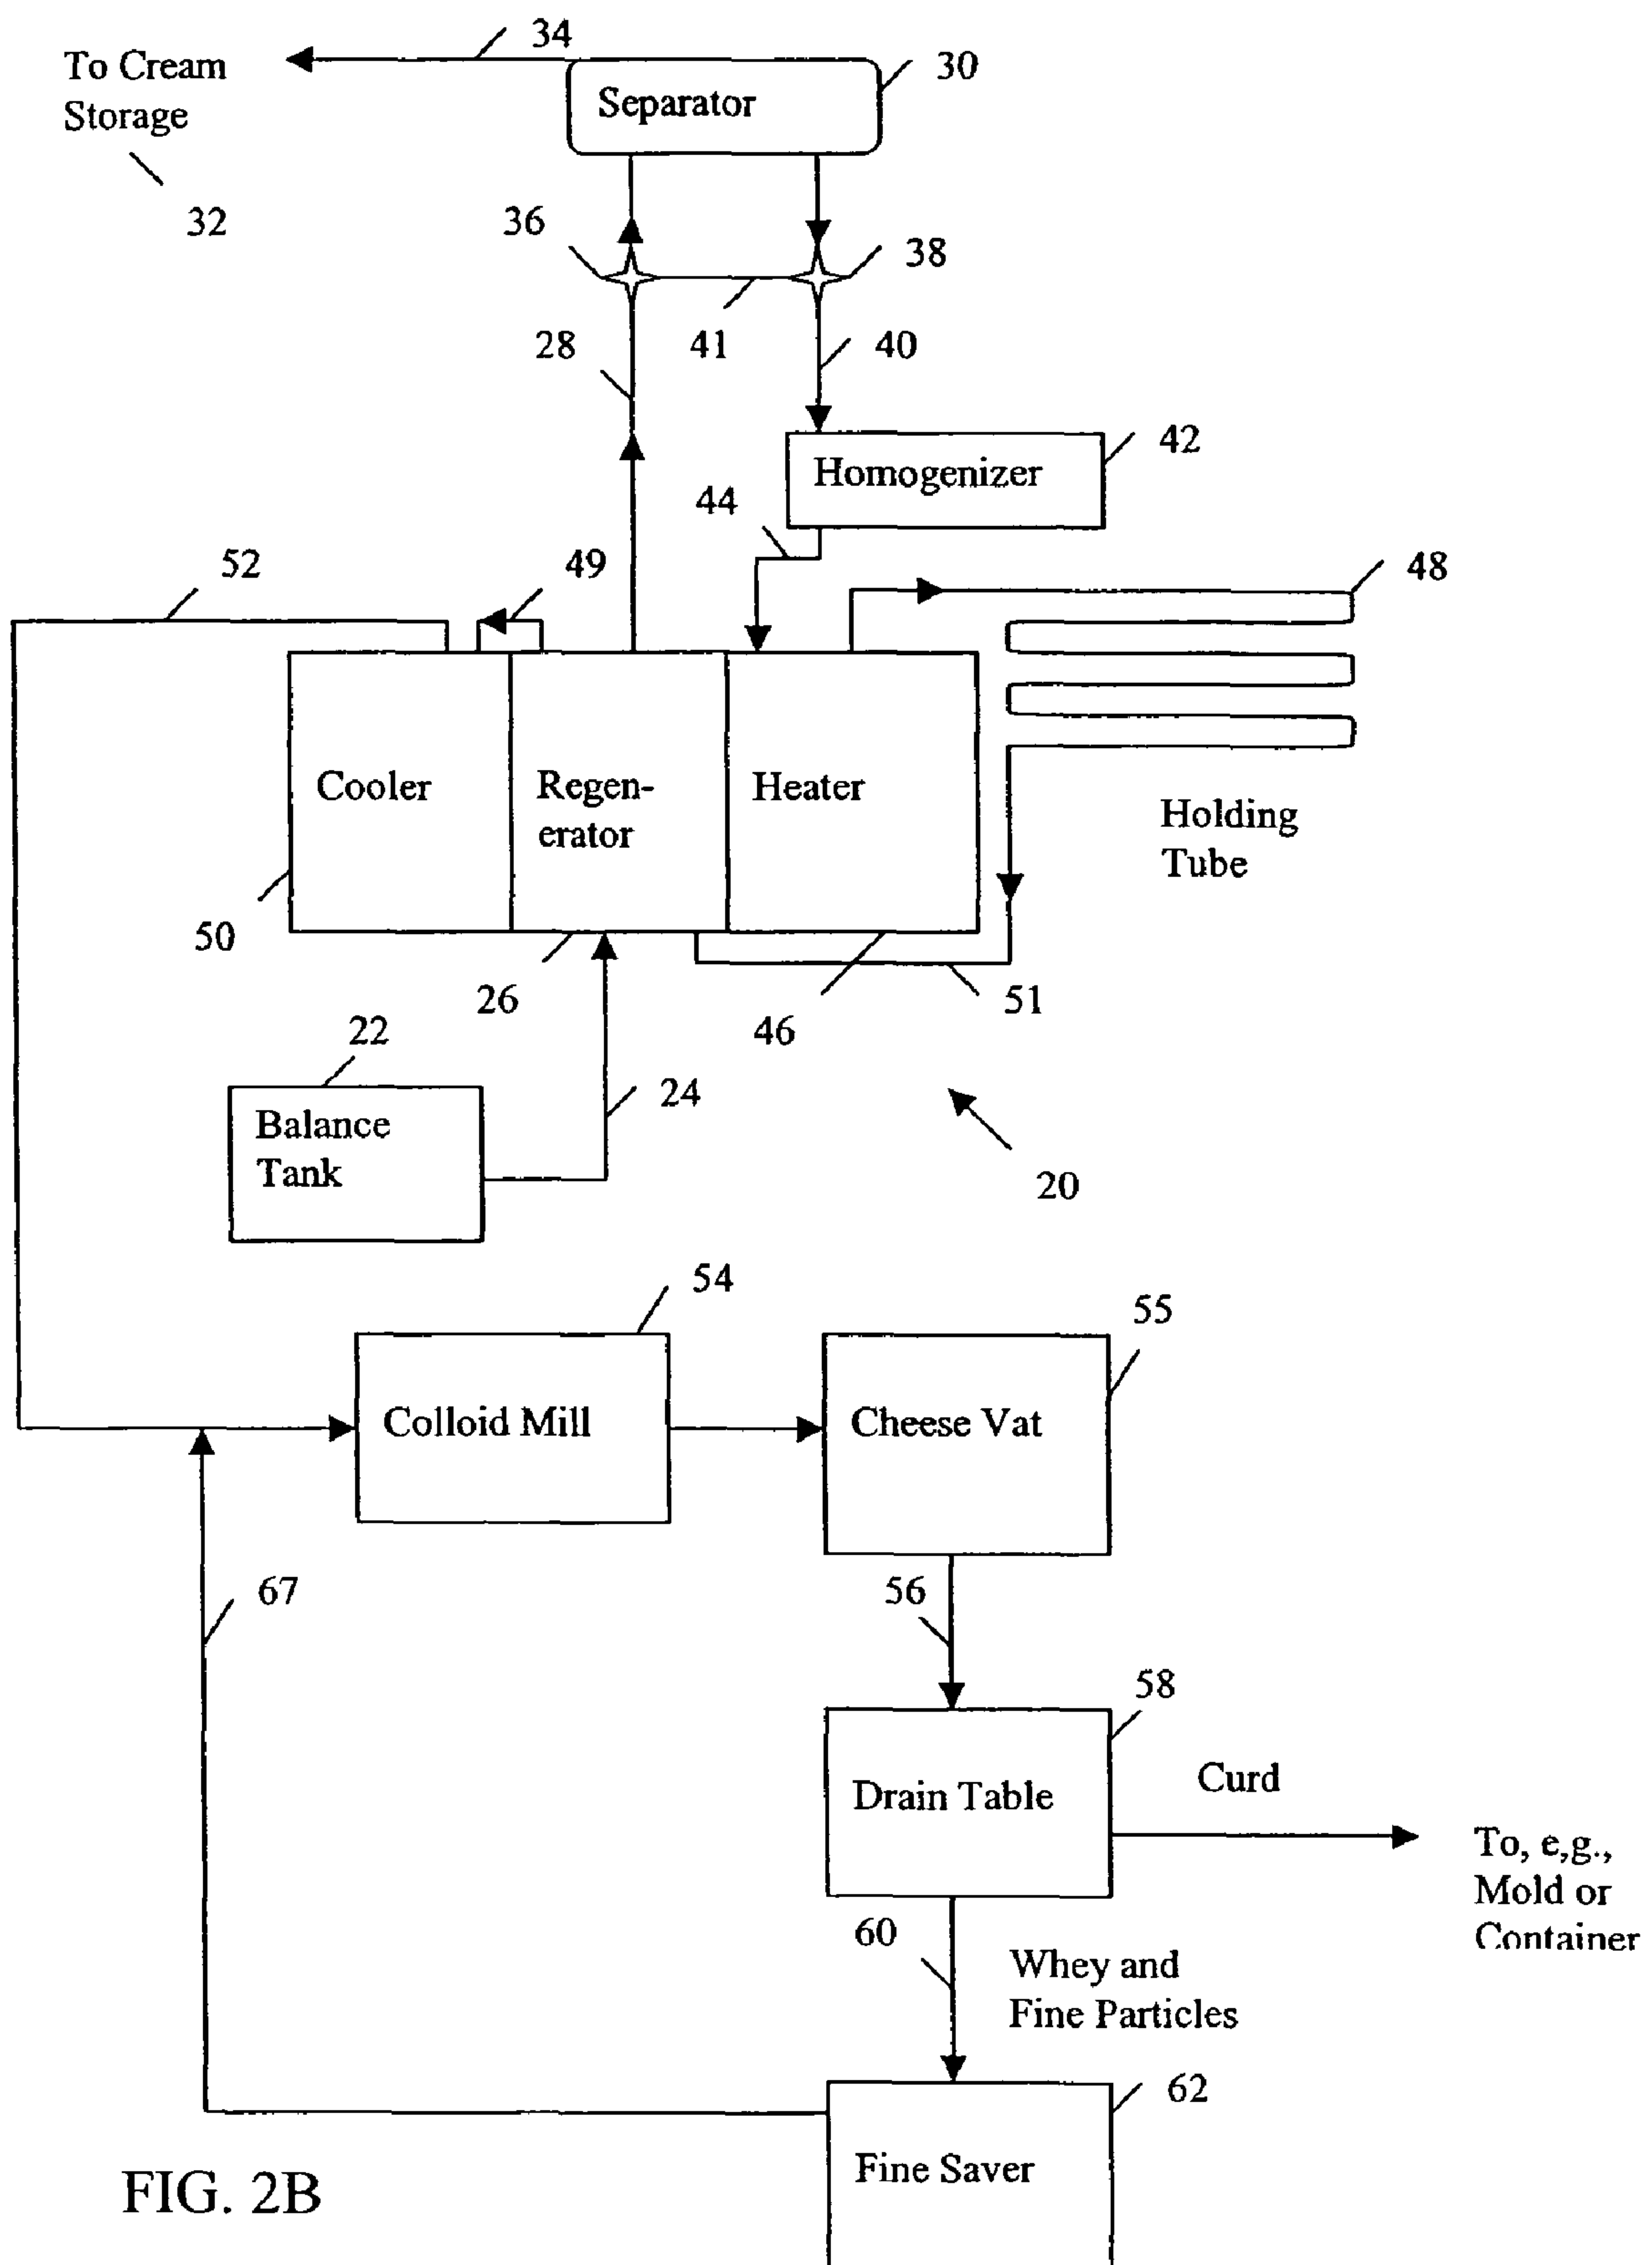 34
To Cream
Storage
30
Separator
32
36
38
28
41
40
42
Homogenizer
44
52
49
48
Cooler
Regen-
erator
Heater
Holding
Tube
50
26
46
51
22
24
Balance
Tank
20
54
55
Colloid Mill
Cheese Vat
67
56
58
Drain Table
Curd
To, e,g.,
Mold or
Container
60
Whey and
Fine Particles
62
Fine Saver
FIG. 2B